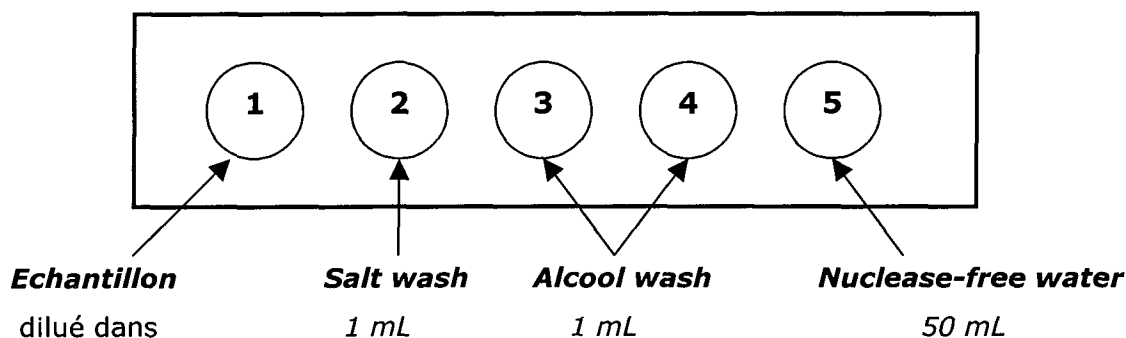 1 2 3 4 5
Echantillon Salt wash Alcool wash Nuclease-free water
dilué dans 1 mL 1 mL 50 mL